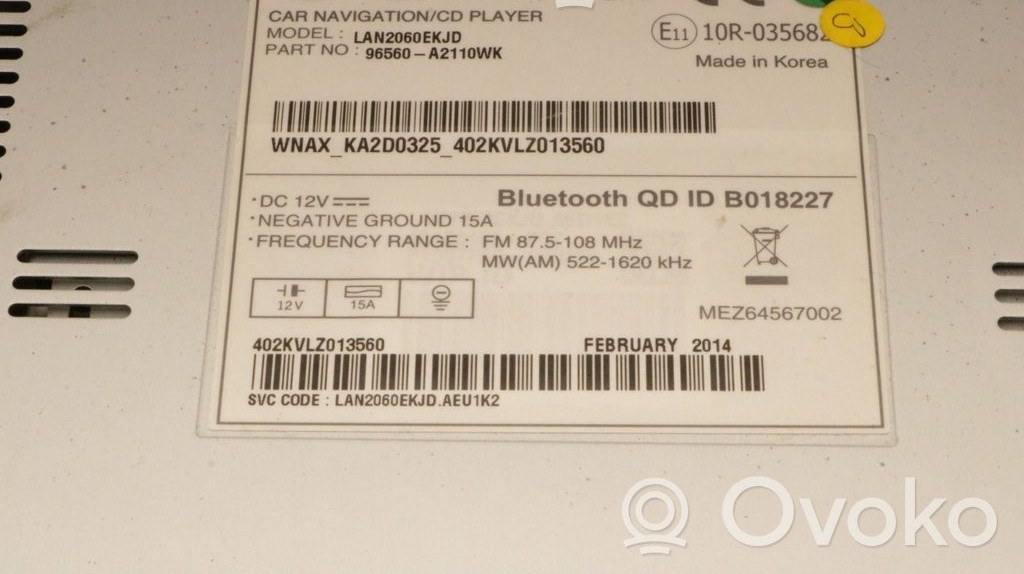 CAR NAVIGATION/CD PLAYER
MODEL : LAN2060EKJD
PART NO : 96560-A2110WK
E11 10R-035682
9
Made in Korea
WNAX_KA2D0325_402KVLZ013560
• DC 12V
• NEGATIVE GROUND 15A
• FREQUENCY RANGE : FM 87.5-108 MHz
MW(AM) 522-1620 kHz
Bluetooth QD ID B018227
12V
15A
MEZ64567002
402KVLZ013560
FEBRUARY 2014
SVC CODE : LAN2060EKJD.AEU1K2
Ovoko